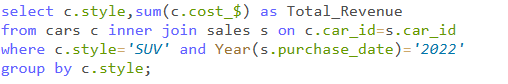 select c.style,sum(c.cost_$) as Total_Revenue
from cars c inner join sales s on c.car_id=s.car_id
where c.style='SUV' and Year(s.purchase_date)='2022'
group by c.style;